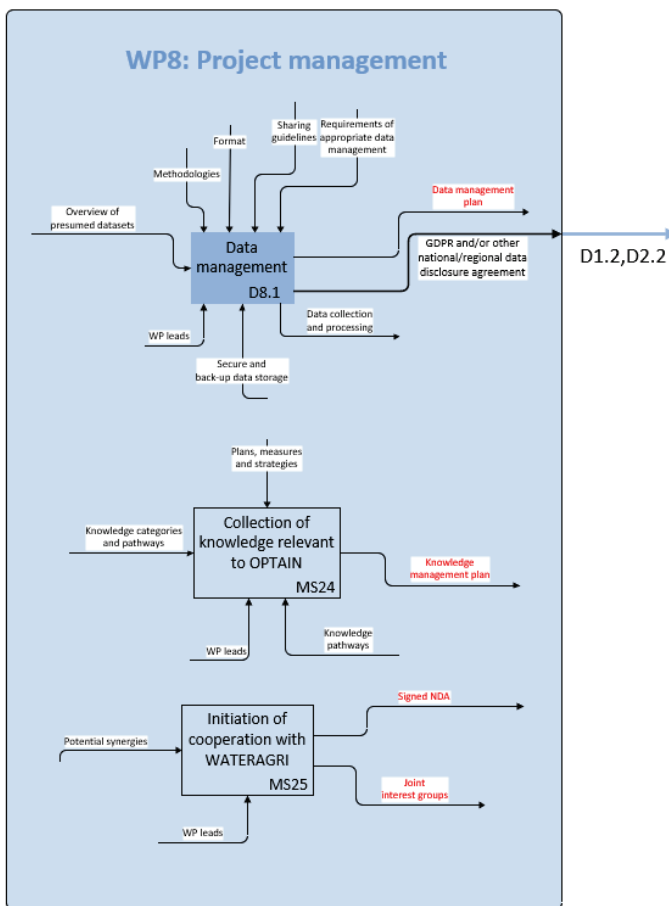 WP8: Project management
Sharing
guidelines
Requirements of
appropriate data
management
Format
Methodologies
Overview of
presumed datasets
Data management
plan
Data
management
D8.1
GDPR and/or other
national/regional data
disclosure agreement
D1.2,D2.2
WP leads
Data collection
and processing
Secure and
back-up data storage
Plans, measures
and strategies
Knowledge categories
and pathways
Collection of
knowledge relevant
to OPTAIN
MS24
Knowledge
management plan
WP leads
Knowledge
pathways
Signed NDA
Potential synergies
Initiation of
cooperation with
WATERAGRI
MS25
Joint
interest groups
WP leads